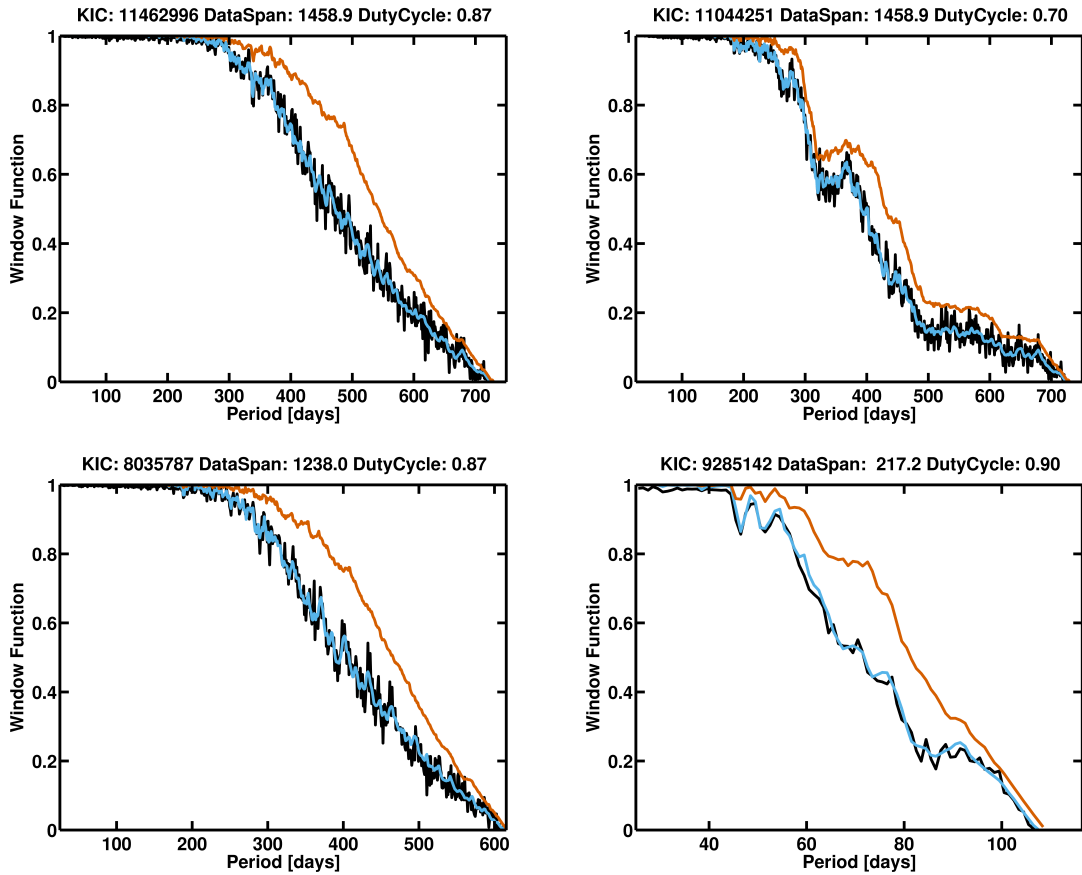 KIC: 11462996 DataSpan: 1458.9 DutyCycle: 0.87
Window Function
1
0.8
0.6
0.4
0.2
0
100 200 300 400 500 600 700
Period [days]
KIC: 11044251 DataSpan: 1458.9 DutyCycle: 0.70
Window Function
1
0.8
0.6
0.4
0.2
0
100 200 300 400 500 600 700
Period [days]
KIC: 8035787 DataSpan: 1238.0 DutyCycle: 0.87
Window Function
1
0.8
0.6
0.4
0.2
0
100 200 300 400 500 600
Period [days]
KIC: 9285142 DataSpan: 217.2 DutyCycle: 0.90
Window Function
1
0.8
0.6
0.4
0.2
0
40 60 80 100
Period [days]